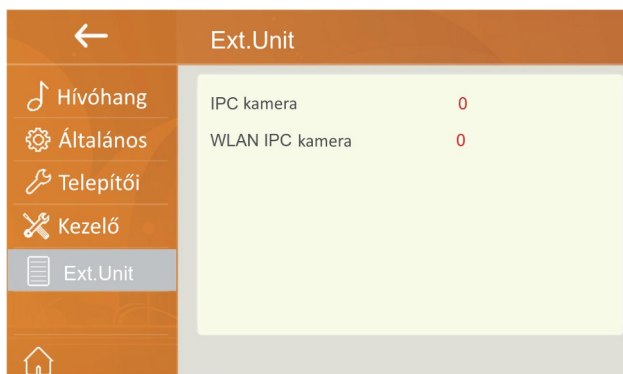 Ext.Unit
Hívóhang
Általános
Telepítői
Kezelő
Ext.Unit
IPC kamera 0
WLAN IPC kamera 0